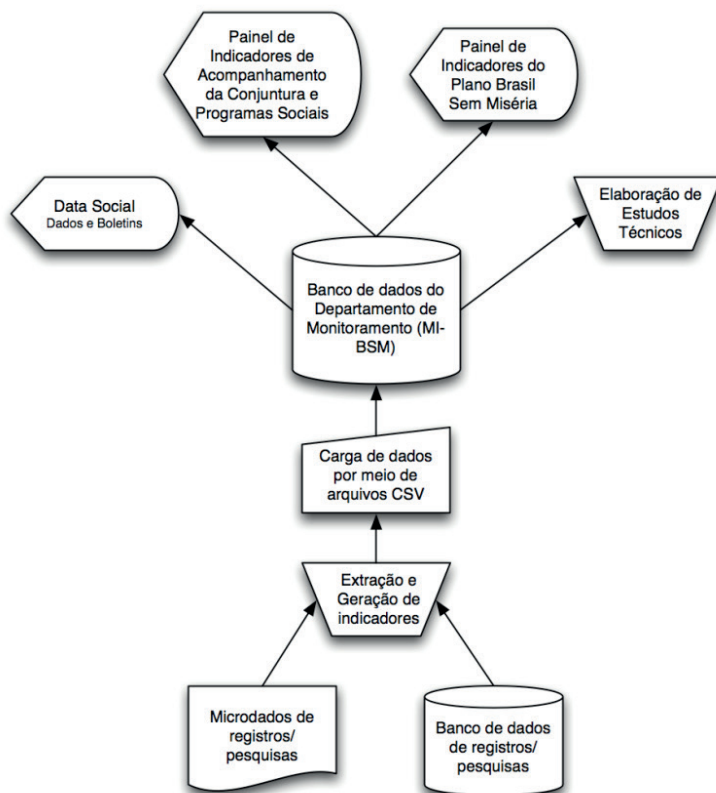 Painel de
Indicadores de
Acompanhamento
da Conjuntura e
Programas Sociais
Painel de
Indicadores do
Plano Brasil
Sem Miséria
Data Social
Dados e Boletins
Elaboração de
Estudos
Técnicos
Banco de dados do
Departamento de
Monitoramento (MI-
BSM)
Carga de dados
por meio de
arquivos CSV
Extração e
Geração de
indicadores
Microdados de
registros/
pesquisas
Banco de dados
de registros/
pesquisas